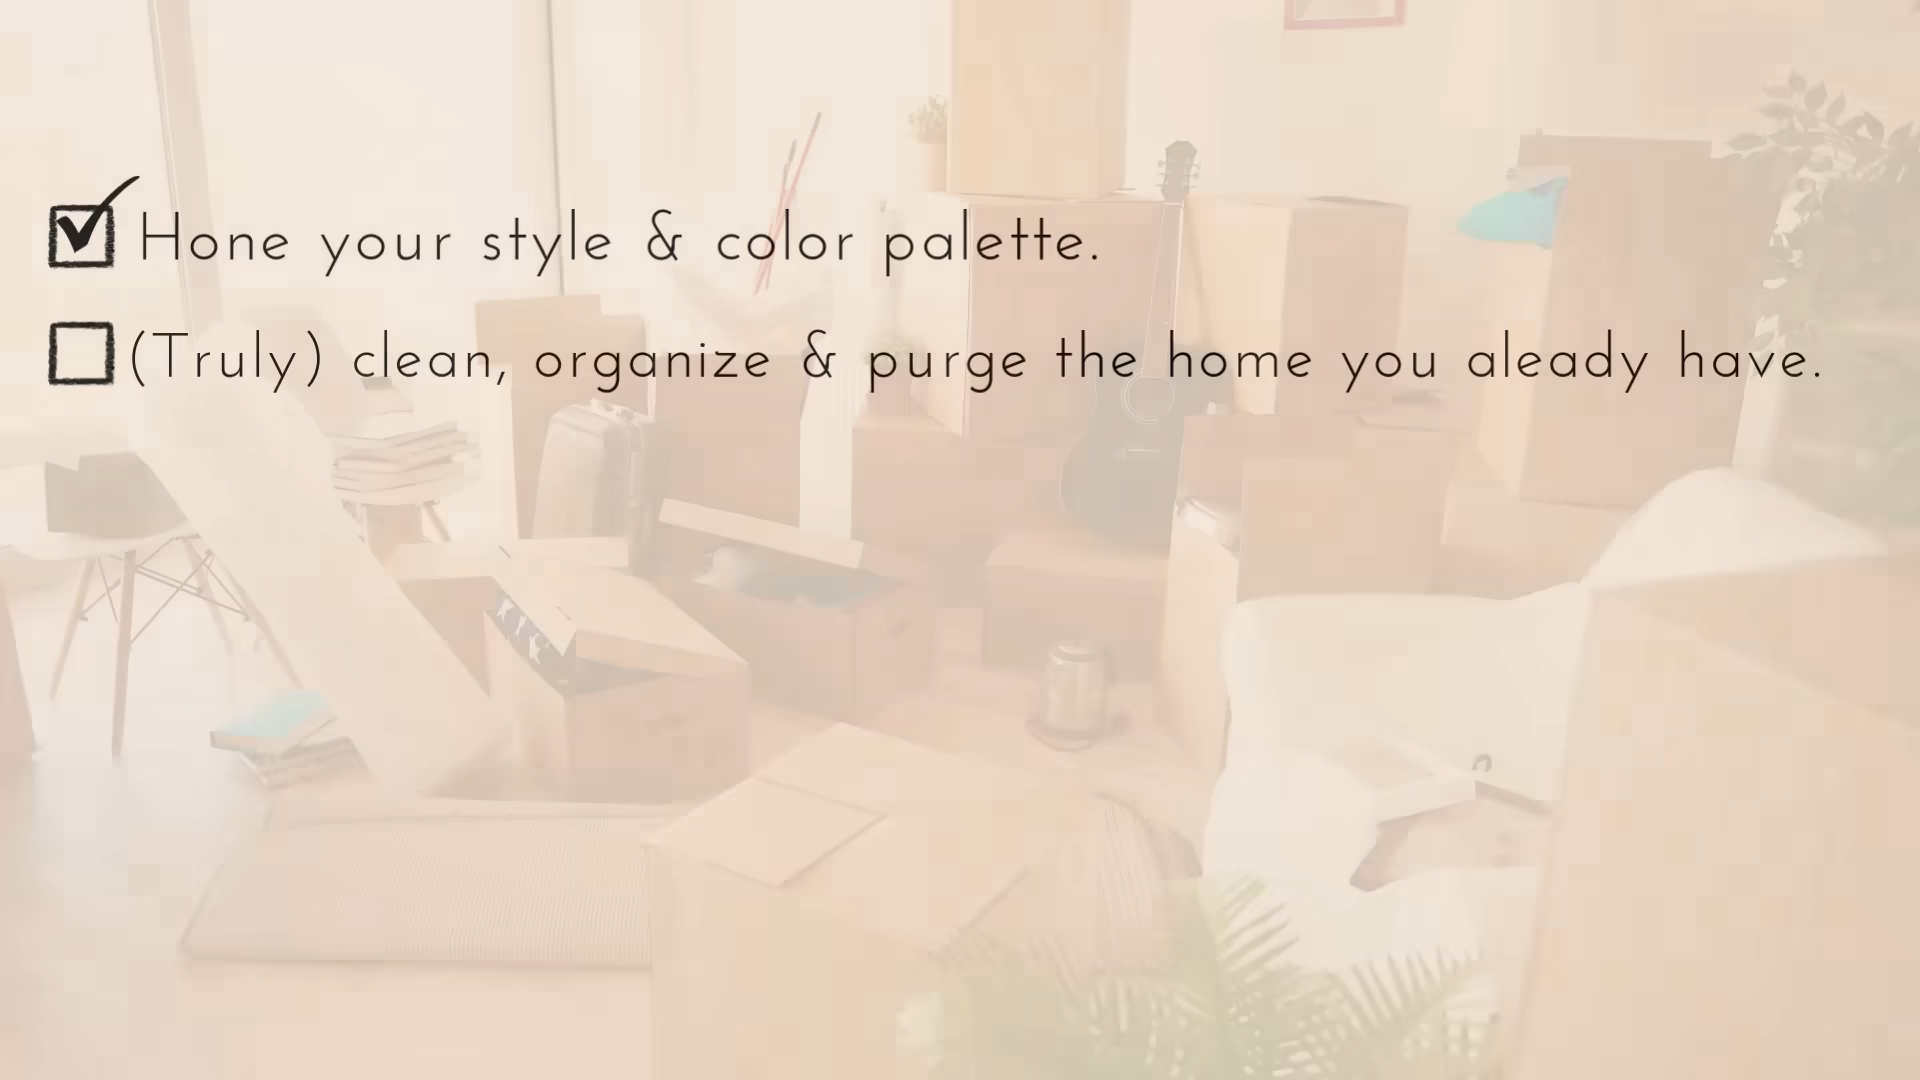 Hone your style & color palette.
(Truly) clean, organize & purge the home you aleady have.